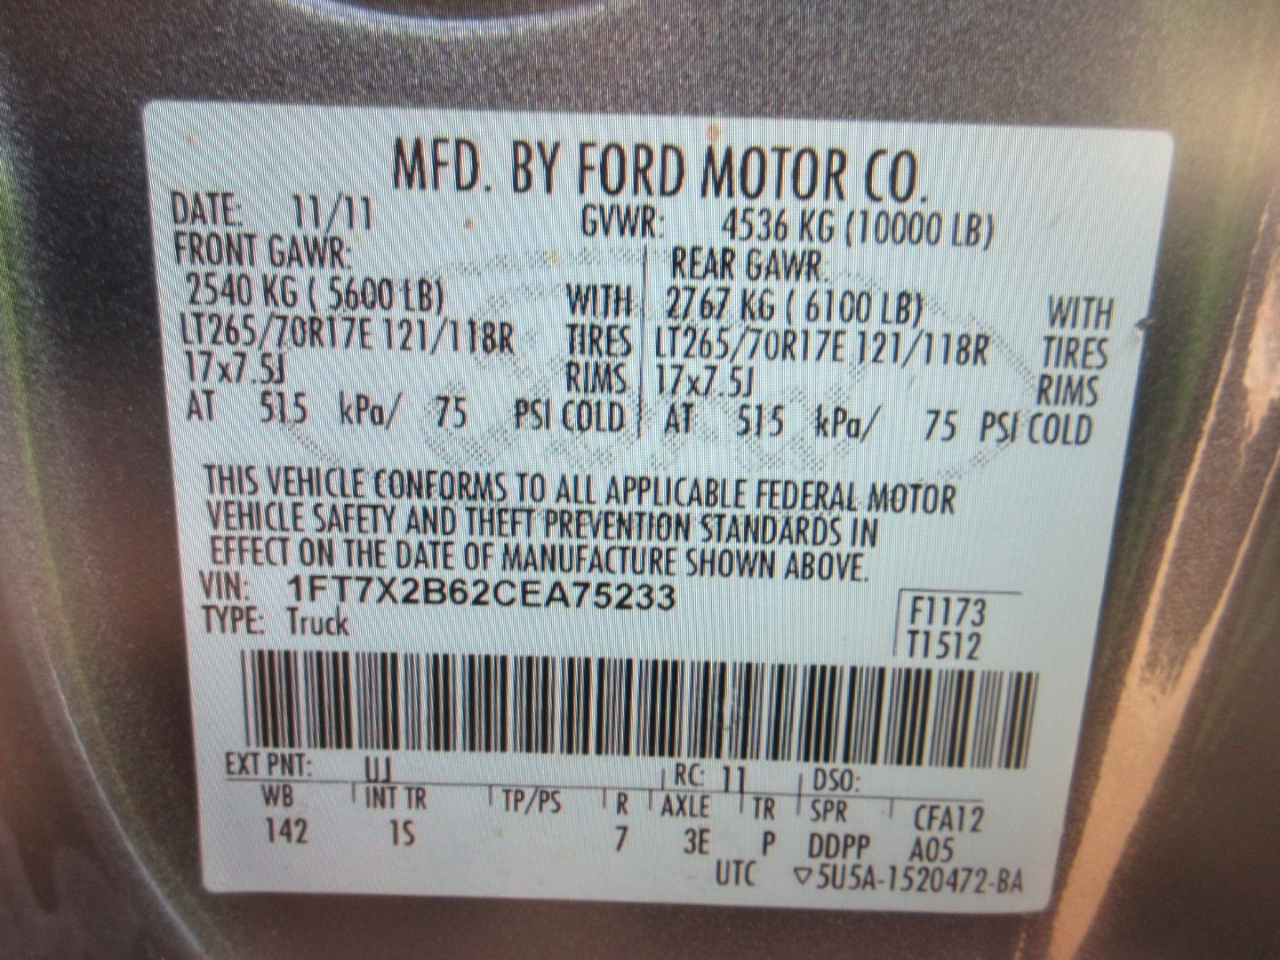 MFD. BY FORD MOTOR CO.
DATE: 11/11 GVWR: 4536 KG (10000 LB)
FRONT GAWR: REAR GAWR:
2540 KG ( 5600 LB) WITH 2767 KG ( 6100 LB) WITH
LT265/70R17E 121/118R TIRES LT265/70R17E 121/118R TIRES
17x7.5J RIMS 17x7.5J RIMS
AT 515 kPa/ 75 PSI COLD AT 515 kPa/ 75 PSI COLD
THIS VEHICLE CONFORMS TO ALL APPLICABLE FEDERAL MOTOR
VEHICLE SAFETY AND THEFT PREVENTION STANDARDS IN
EFFECT ON THE DATE OF MANUFACTURE SHOWN ABOVE.
VIN: 1FT7X2B62CEA75233
TYPE: Truck
F1173
T1512
EXT PNT: UJ RC: 11 DSO:
WB INT TR TP/PS R AXLE TR SPR CFA12
142 1S 7 3E P DDPP A05
UTC ▽5U5A-1520472-BA